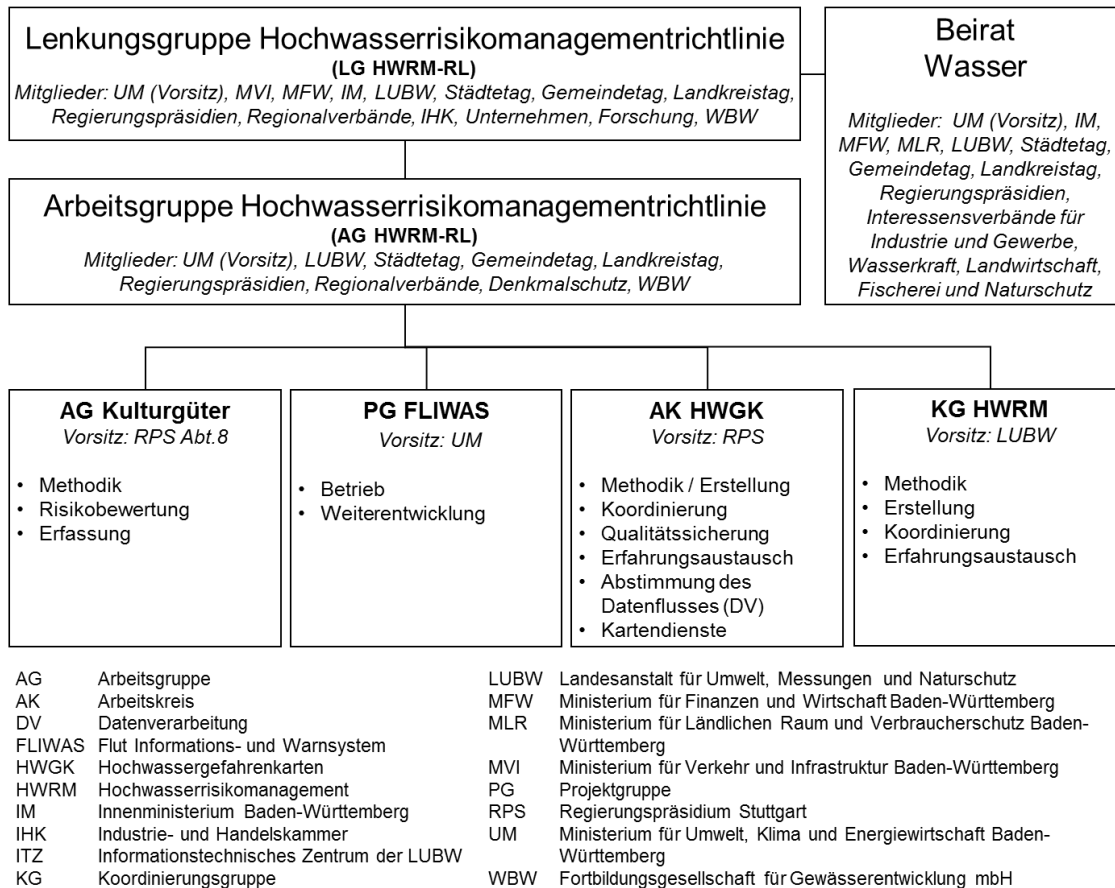 Lenkungsgruppe Hochwasserrisikomanagementrichtlinie
(LG HWRM-RL)
Mitglieder: UM (Vorsitz), MVI, MFW, IM, LUBW, Städtetag, Gemeindetag, Landkreistag,
Regierungspräsidien, Regionalverbände, IHK, Unternehmen, Forschung, WBW
Beirat
Wasser
Mitglieder: UM (Vorsitz), IM,
MFW, MLR, LUBW, Städtetag,
Gemeindetag, Landkreistag,
Regierungspräsidien,
Interessensverbände für
Industrie und Gewerbe,
Wasserkraft, Landwirtschaft,
Fischerei und Naturschutz
Arbeitsgruppe Hochwasserrisikomanagementrichtlinie
(AG HWRM-RL)
Mitglieder: UM (Vorsitz), LUBW, Städtetag, Gemeindetag, Landkreistag,
Regierungspräsidien, Regionalverbände, Denkmalschutz, WBW
AG Kulturgüter
Vorsitz: RPS Abt.8
• Methodik
• Risikobewertung
• Erfassung
PG FLIWAS
Vorsitz: UM
• Betrieb
• Weiterentwicklung
AK HWGK
Vorsitz: RPS
• Methodik / Erstellung
• Koordinierung
• Qualitätssicherung
• Erfahrungsaustausch
• Abstimmung des
Datenflusses (DV)
• Kartendienste
KG HWRM
Vorsitz: LUBW
• Methodik
• Erstellung
• Koordinierung
• Erfahrungsaustausch
AG Arbeitsgruppe
AK Arbeitskreis
DV Datenverarbeitung
FLIWAS Flut Informations- und Warnsystem
HWGK Hochwassergefahrenkarten
HWRM Hochwasserrisikomanagement
IM Innenministerium Baden-Württemberg
IHK Industrie- und Handelskammer
ITZ Informationstechnisches Zentrum der LUBW
KG Koordinierungsgruppe
LUBW Landesanstalt für Umwelt, Messungen und Naturschutz
MFW Ministerium für Finanzen und Wirtschaft Baden-Württemberg
MLR Ministerium für Ländlichen Raum und Verbraucherschutz Baden-
Württemberg
MVI Ministerium für Verkehr und Infrastruktur Baden-Württemberg
PG Projektgruppe
RPS Regierungspräsidium Stuttgart
UM Ministerium für Umwelt, Klima und Energiewirtschaft Baden-
Württemberg
WBW Fortbildungsgesellschaft für Gewässerentwicklung mbH